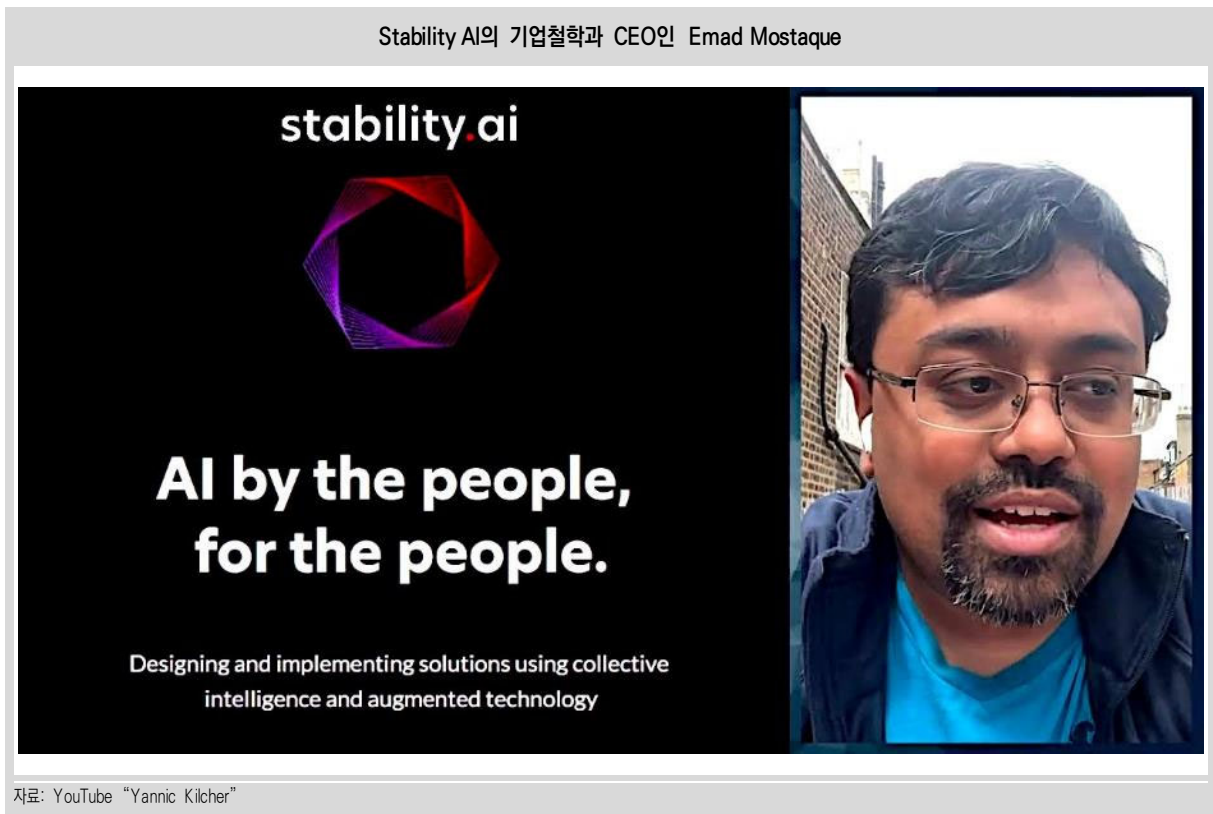 Stability AI의 기업철학과 CEO인 Emad Mostaque
stability.ai
AI by the people,
for the people.
Designing and implementing solutions using collective
intelligence and augmented technology
자료: YouTube “Yannic Kilcher”